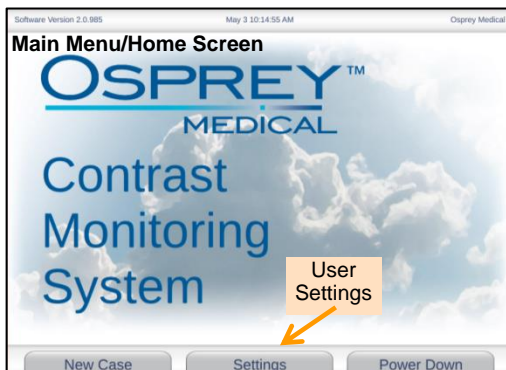 Software Version 2.0.985 May 3 10:14:55 AM Osprey Medical
Main Menu/Home Screen
OSPREY™
MEDICAL
Contrast
Monitoring
System
User
Settings
New Case Settings Power Down